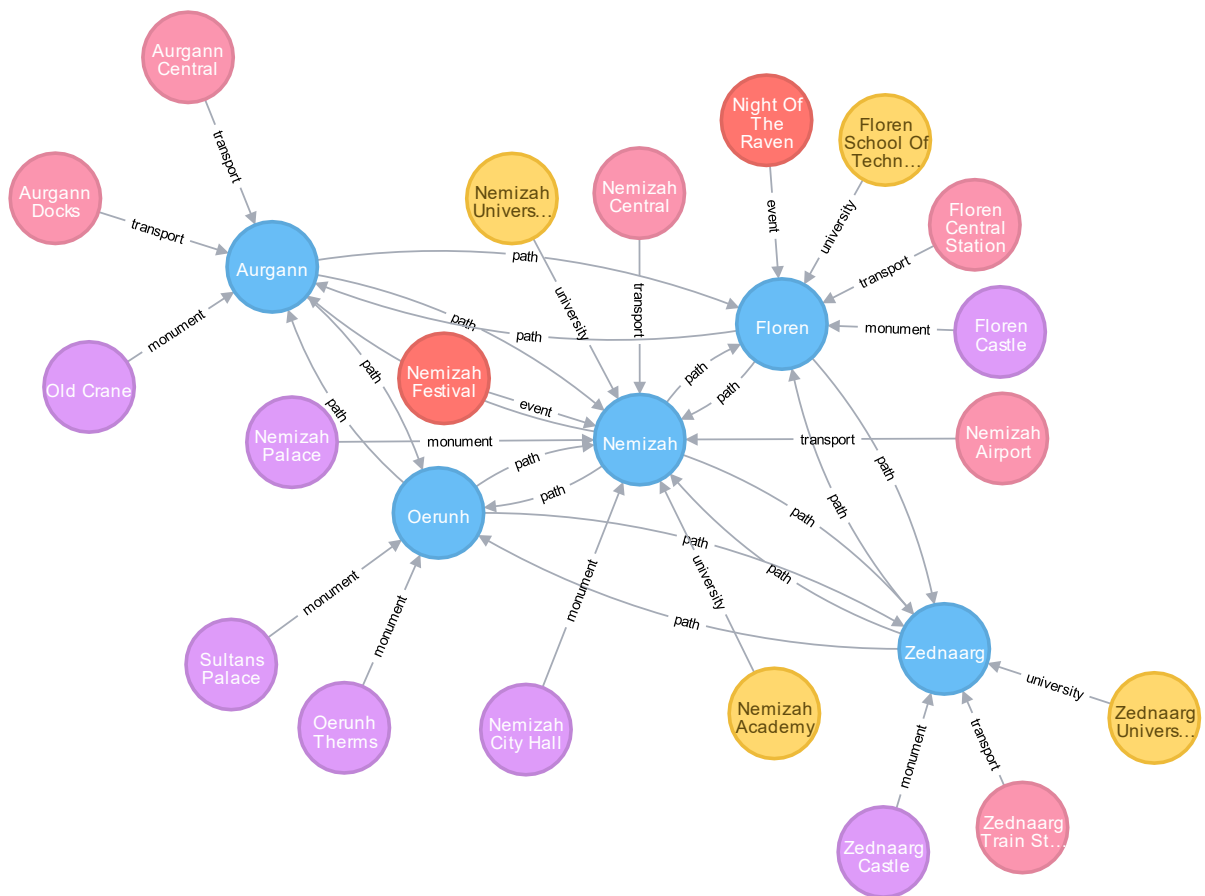 Aurgann
Central
transport
Aurgann
Docks
transport
Aurgann
Old Crane
monument
Nemizah
Univers...
university
Nemizah
Central
transport
Night Of
The
Raven
event
Floren
School Of
Techn...
university
Floren
Central
Station
transport
Floren
Floren
Castle
monument
path
path
path
path
path
path
path
Nemizah
Festival
event
Nemizah
Palace
monument
Nemizah
Nemizah
Airport
transport
path
path
path
path
path
path
path
path
path
Oerunh
Sultans
Palace
monument
Oerunh
Therms
monument
Nemizah
City Hall
monument
Nemizah
Academy
university
Zednaarg
Zednaarg
Univers...
university
Zednaarg
Train St...
transport
Zednaarg
Castle
monument